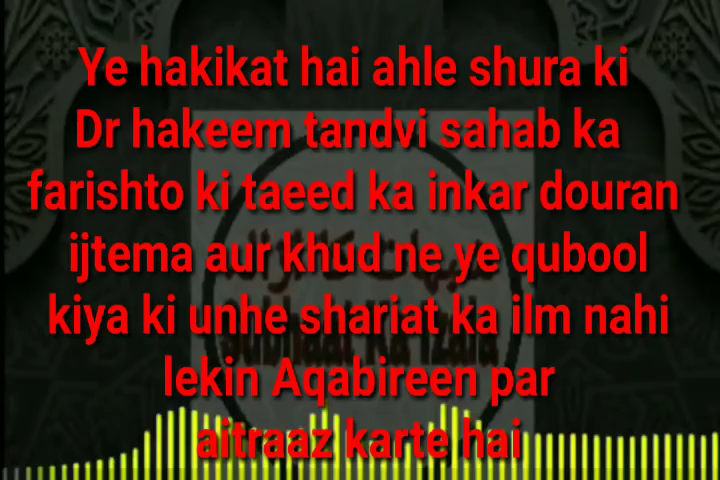 Ye hakikat hai ahle shura ki
Dr hakeem tandvi sahab ka
farishto ki taeed ka inkar douran
ijtema aur khud ne ye qubool
kiya ki unhe shariat ka ilm nahi
lekin Aqabireen par
aitraaz karte hai